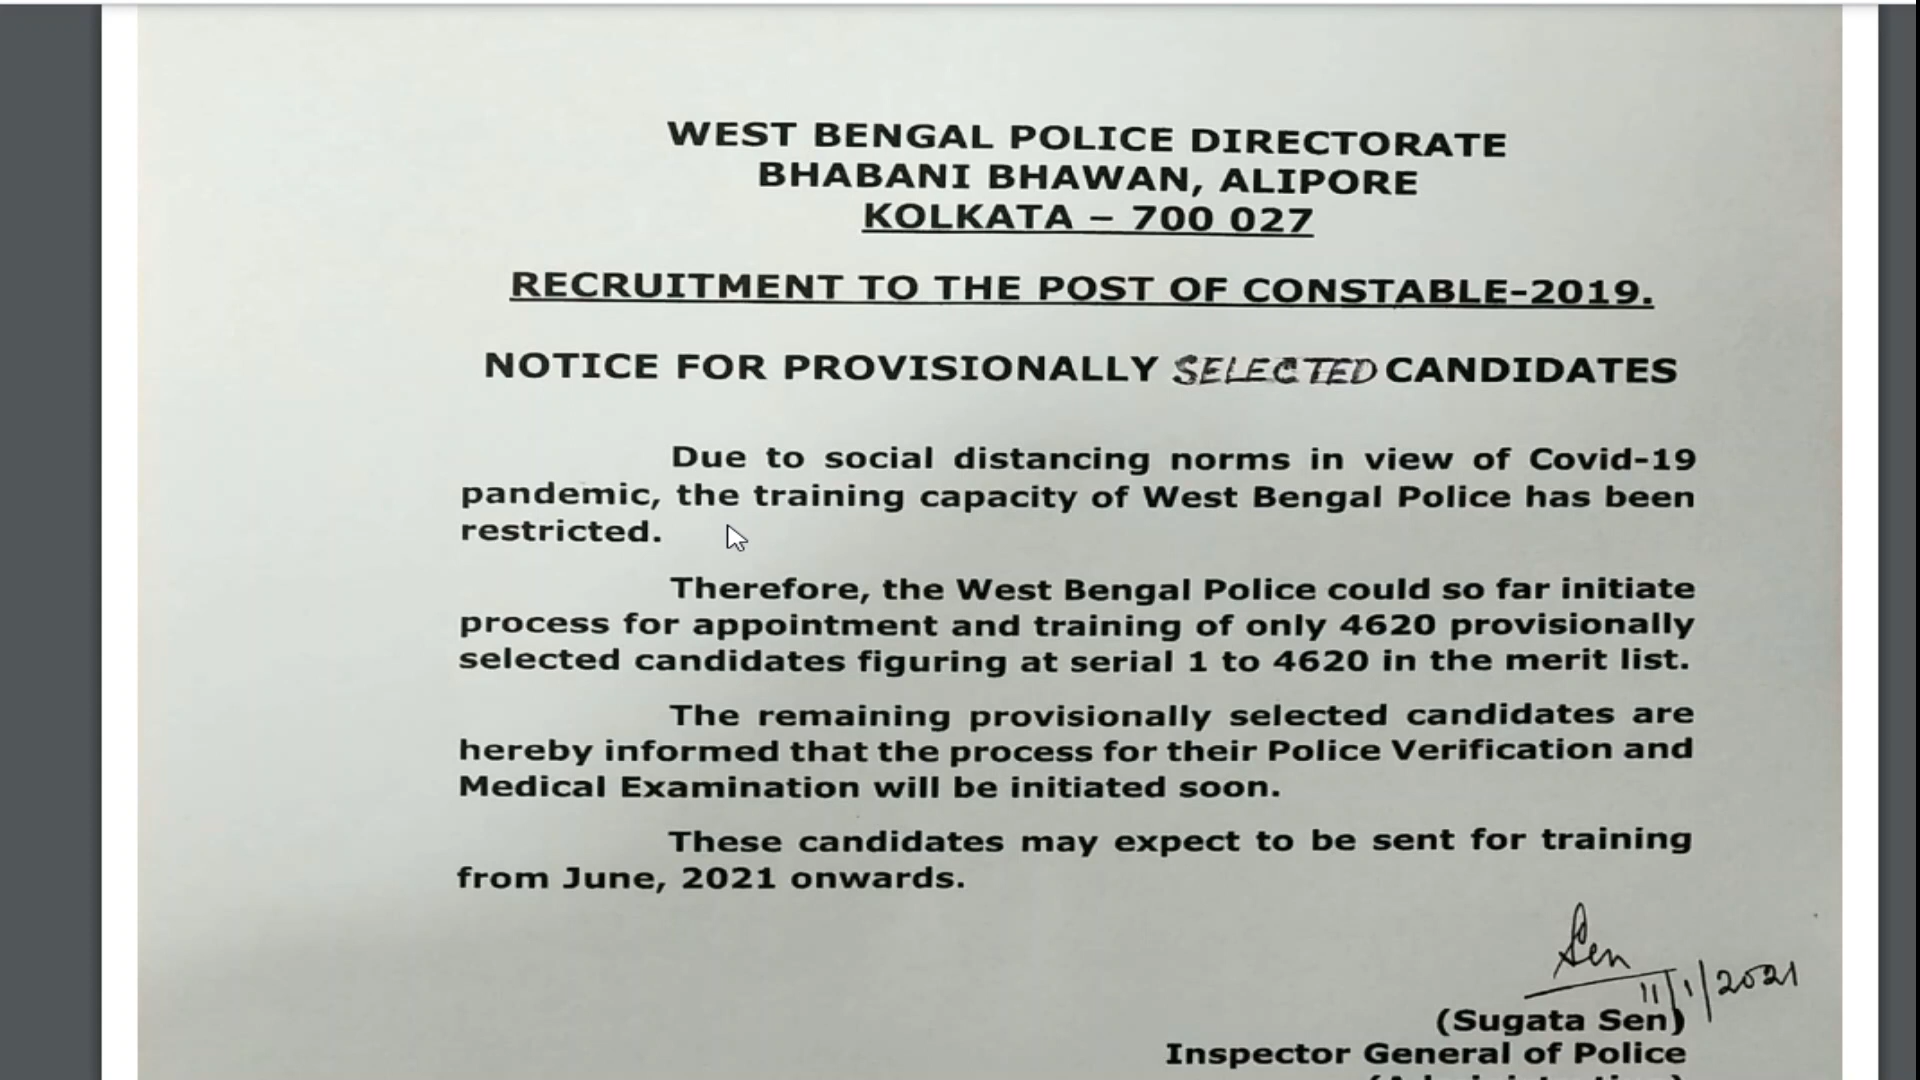 WEST BENGAL POLICE DIRECTORATE
BHABANI BHAWAN, ALIPORE
KOLKATA – 700 027
RECRUITMENT TO THE POST OF CONSTABLE-2019.
NOTICE FOR PROVISIONALLY SELECTED CANDIDATES
Due to social distancing norms in view of Covid-19
pandemic, the training capacity of West Bengal Police has been
restricted.
Therefore, the West Bengal Police could so far initiate
process for appointment and training of only 4620 provisionally
selected candidates figuring at serial 1 to 4620 in the merit list.
The remaining provisionally selected candidates are
hereby informed that the process for their Police Verification and
Medical Examination will be initiated soon.
These candidates may expect to be sent for training
from June, 2021 onwards.
Sen
11/1/2021
(Sugata Sen)
Inspector General of Police